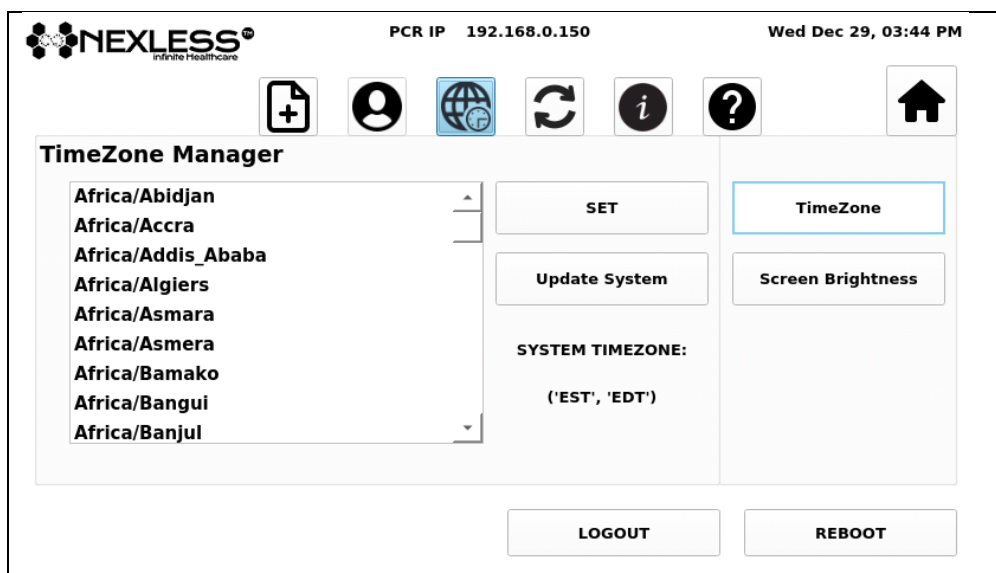 NEXLESS™
infinite Healthcare
PCR IP 192.168.0.150
Wed Dec 29, 03:44 PM
TimeZone Manager
Africa/Abidjan
Africa/Accra
Africa/Addis_Ababa
Africa/Algiers
Africa/Asmara
Africa/Asmera
Africa/Bamako
Africa/Bangui
Africa/Banjul
SET
Update System
SYSTEM TIMEZONE:
('EST', 'EDT')
TimeZone
Screen Brightness
LOGOUT
REBOOT